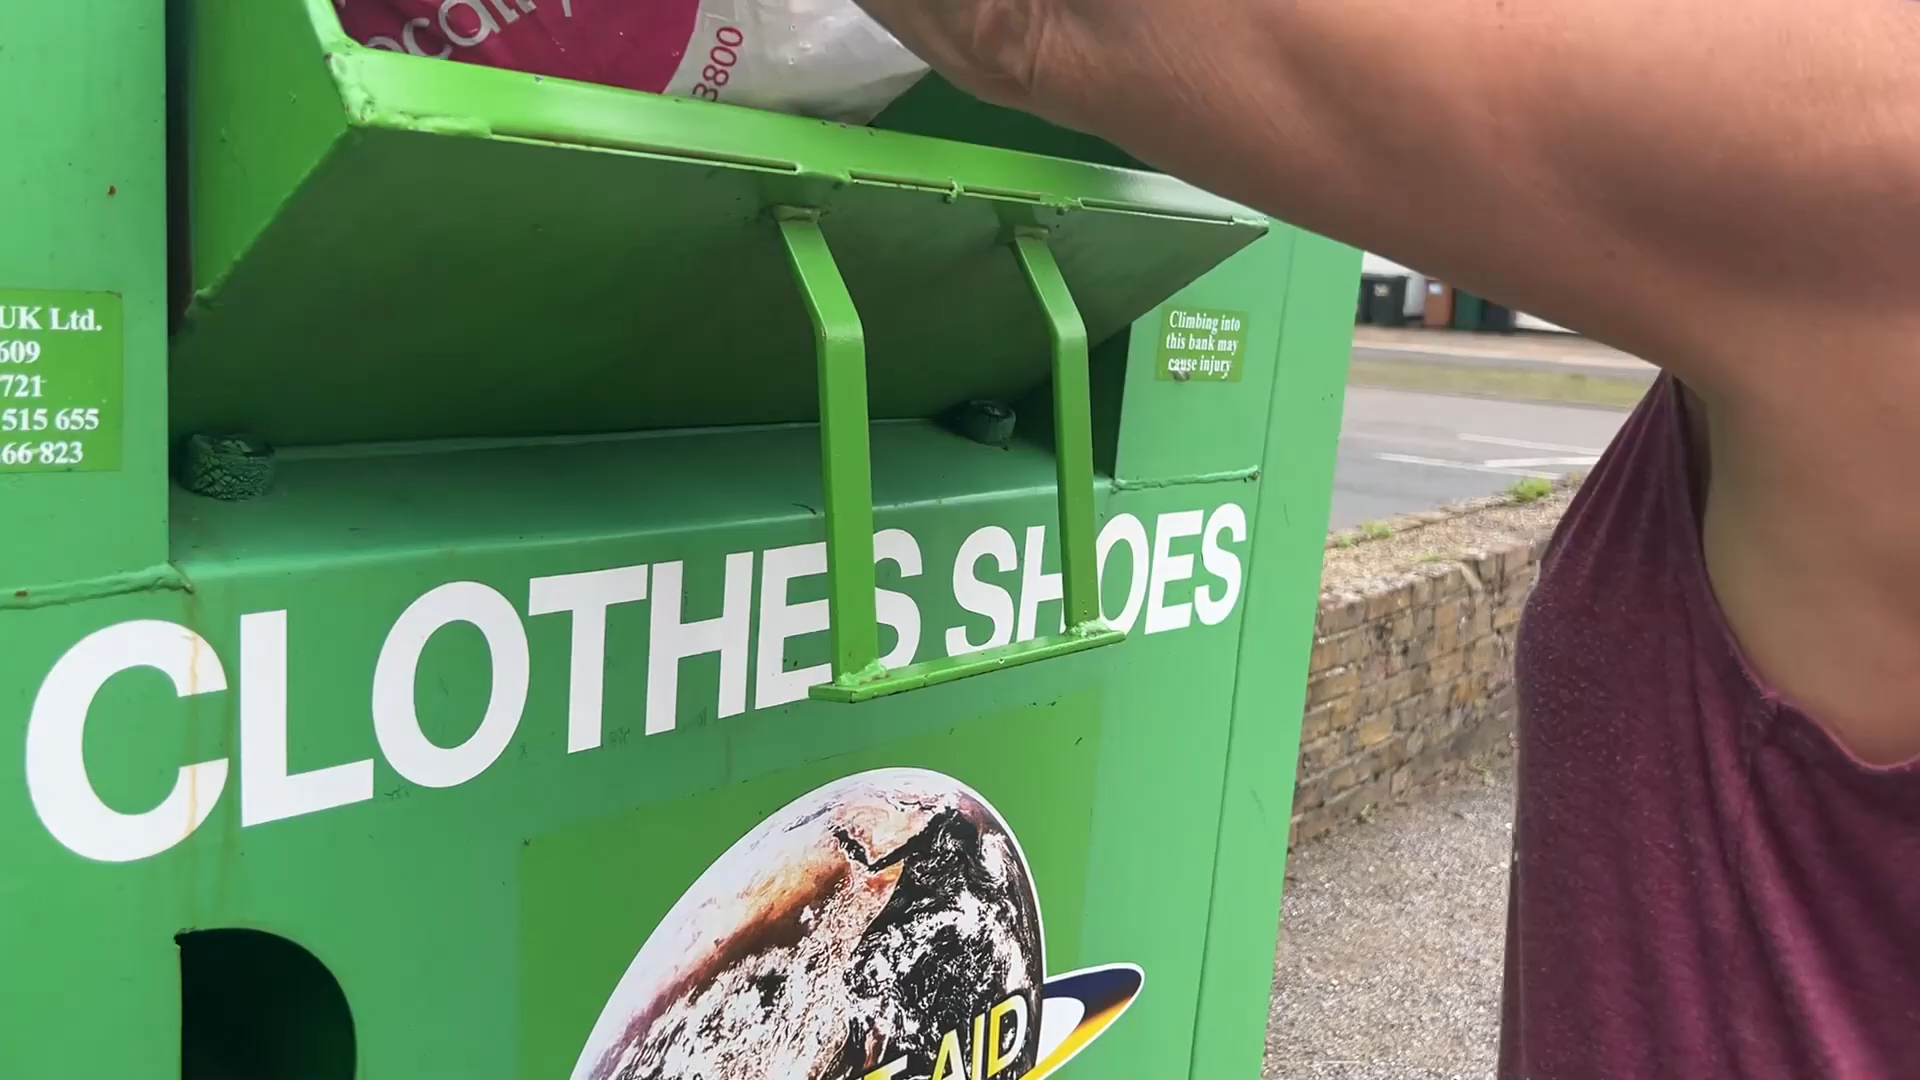 3800
UK Ltd.
609
721
515 655
66 823
Climbing into
this bank may
cause injury
CLOTHES SHOES
AID